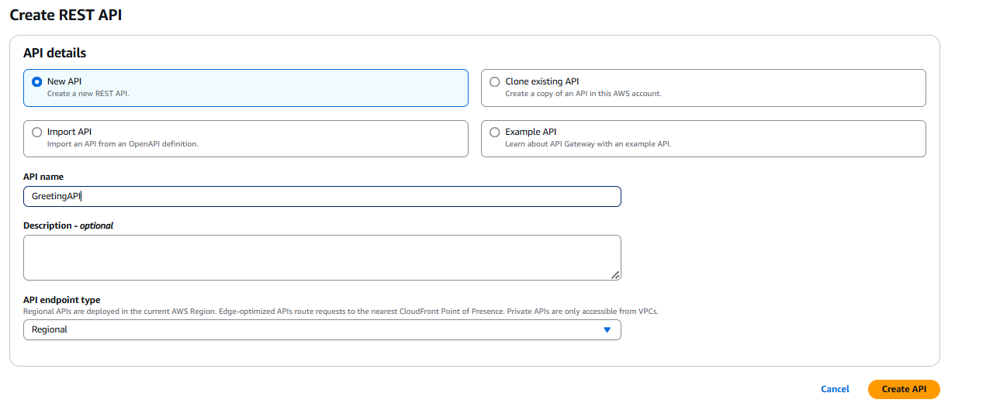 Create REST API
API details
New API
Create a new REST API.
Clone existing API
Create a copy of an API in this AWS account.
Import API
Import an API from an OpenAPI definition.
Example API
Learn about API Gateway with an example API.
API name
GreetingAPI
Description - optional
API endpoint type
Regional APIs are deployed in the current AWS Region. Edge-optimized APIs route requests to the nearest CloudFront Point of Presence. Private APIs are only accessible from VPCs.
Regional
Cancel
Create API